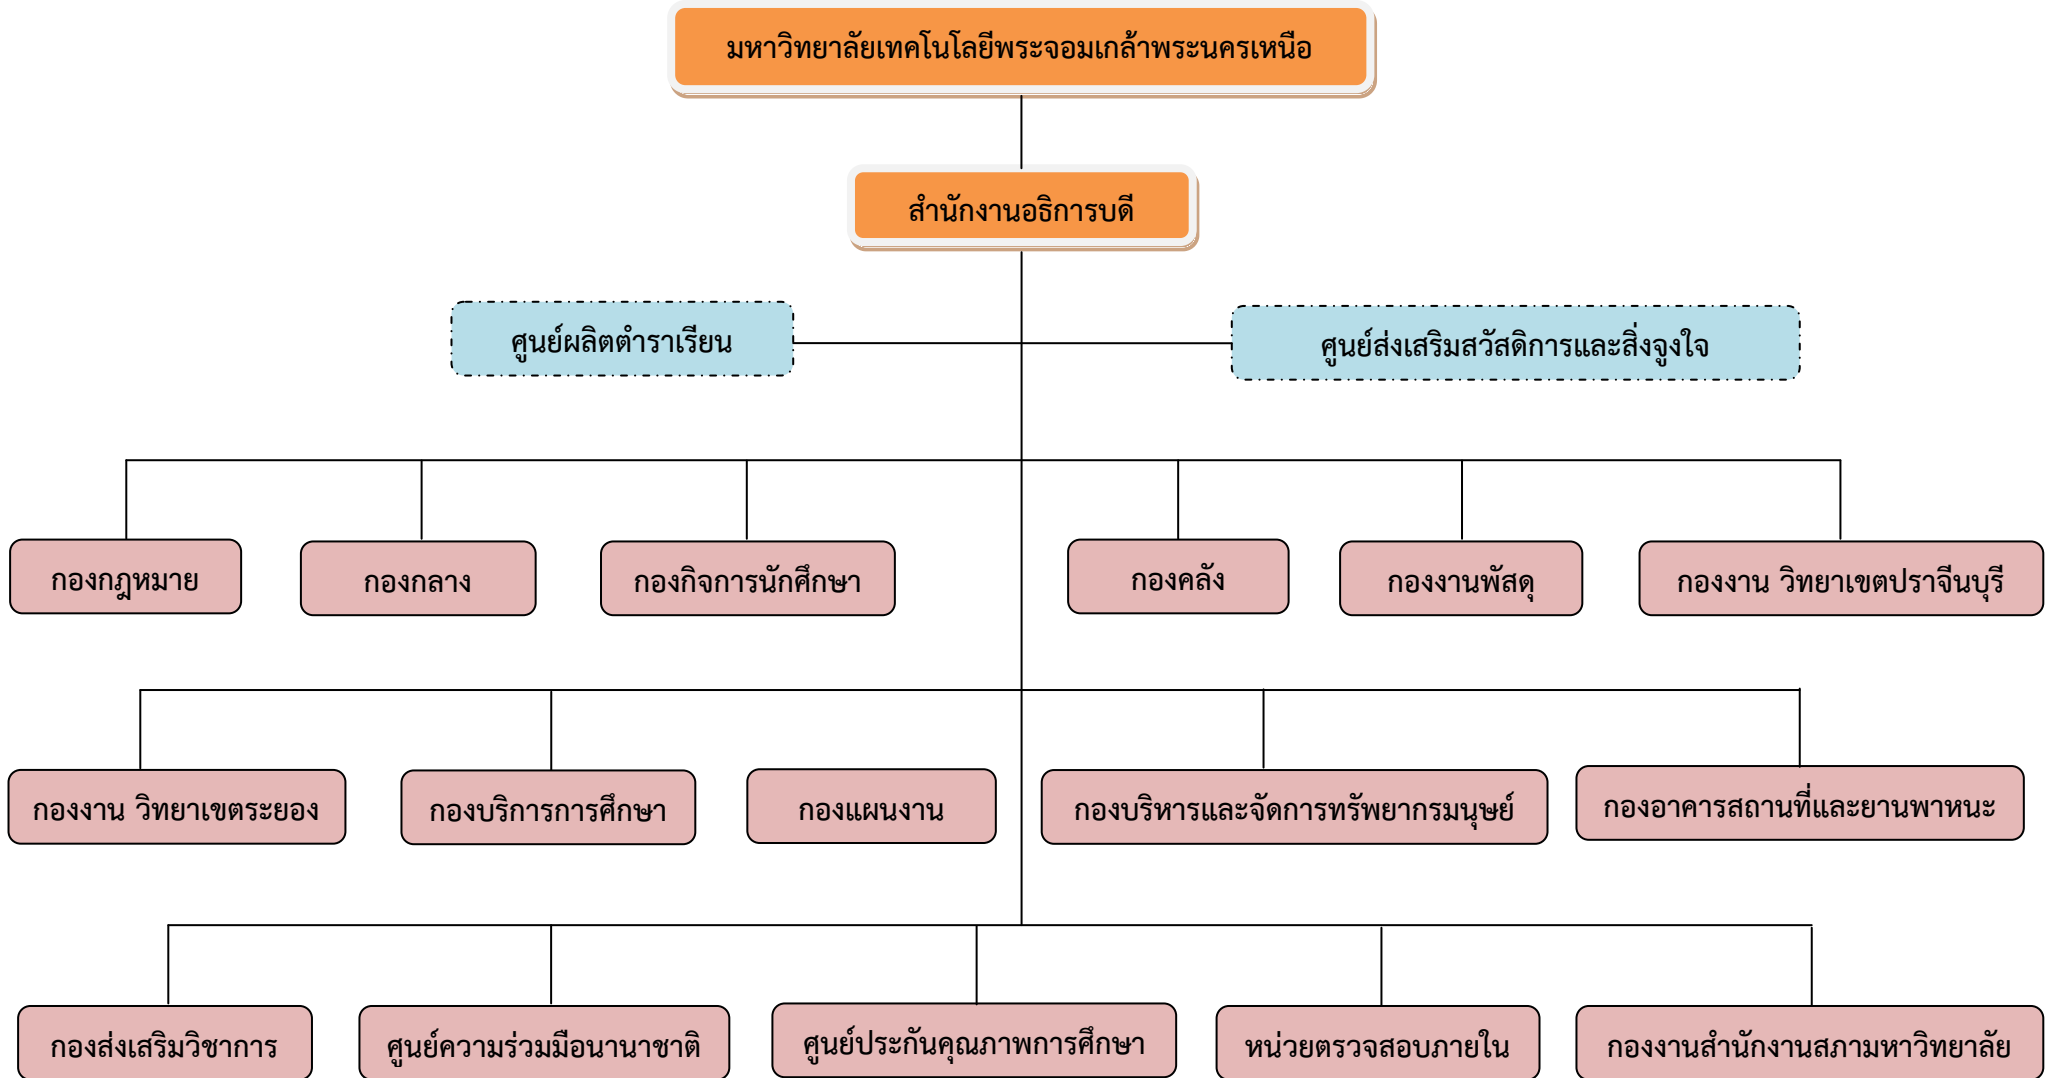 มหาวิทยาลัยเทคโนโลยีพระจอมเกล้าพระนครเหนือ
สำนักงานอธิการบดี
ศูนย์ผลิตตำราเรียน
ศูนย์ส่งเสริมสวัสดิการและสิ่งจูงใจ
กองกฎหมาย
กองกลาง
กองกิจการนักศึกษา
กองคลัง
กองงานพัสดุ
กองงาน วิทยาเขตปราจีนบุรี
กองงาน วิทยาเขตระยอง
กองบริการการศึกษา
กองแผนงาน
กองบริหารและจัดการทรัพยากรมนุษย์
กองอาคารสถานที่และยานพาหนะ
กองส่งเสริมวิชาการ
ศูนย์ความร่วมมือนานาชาติ
ศูนย์ประกันคุณภาพการศึกษา
หน่วยตรวจสอบภายใน
กองงานสำนักงานสภามหาวิทยาลัย